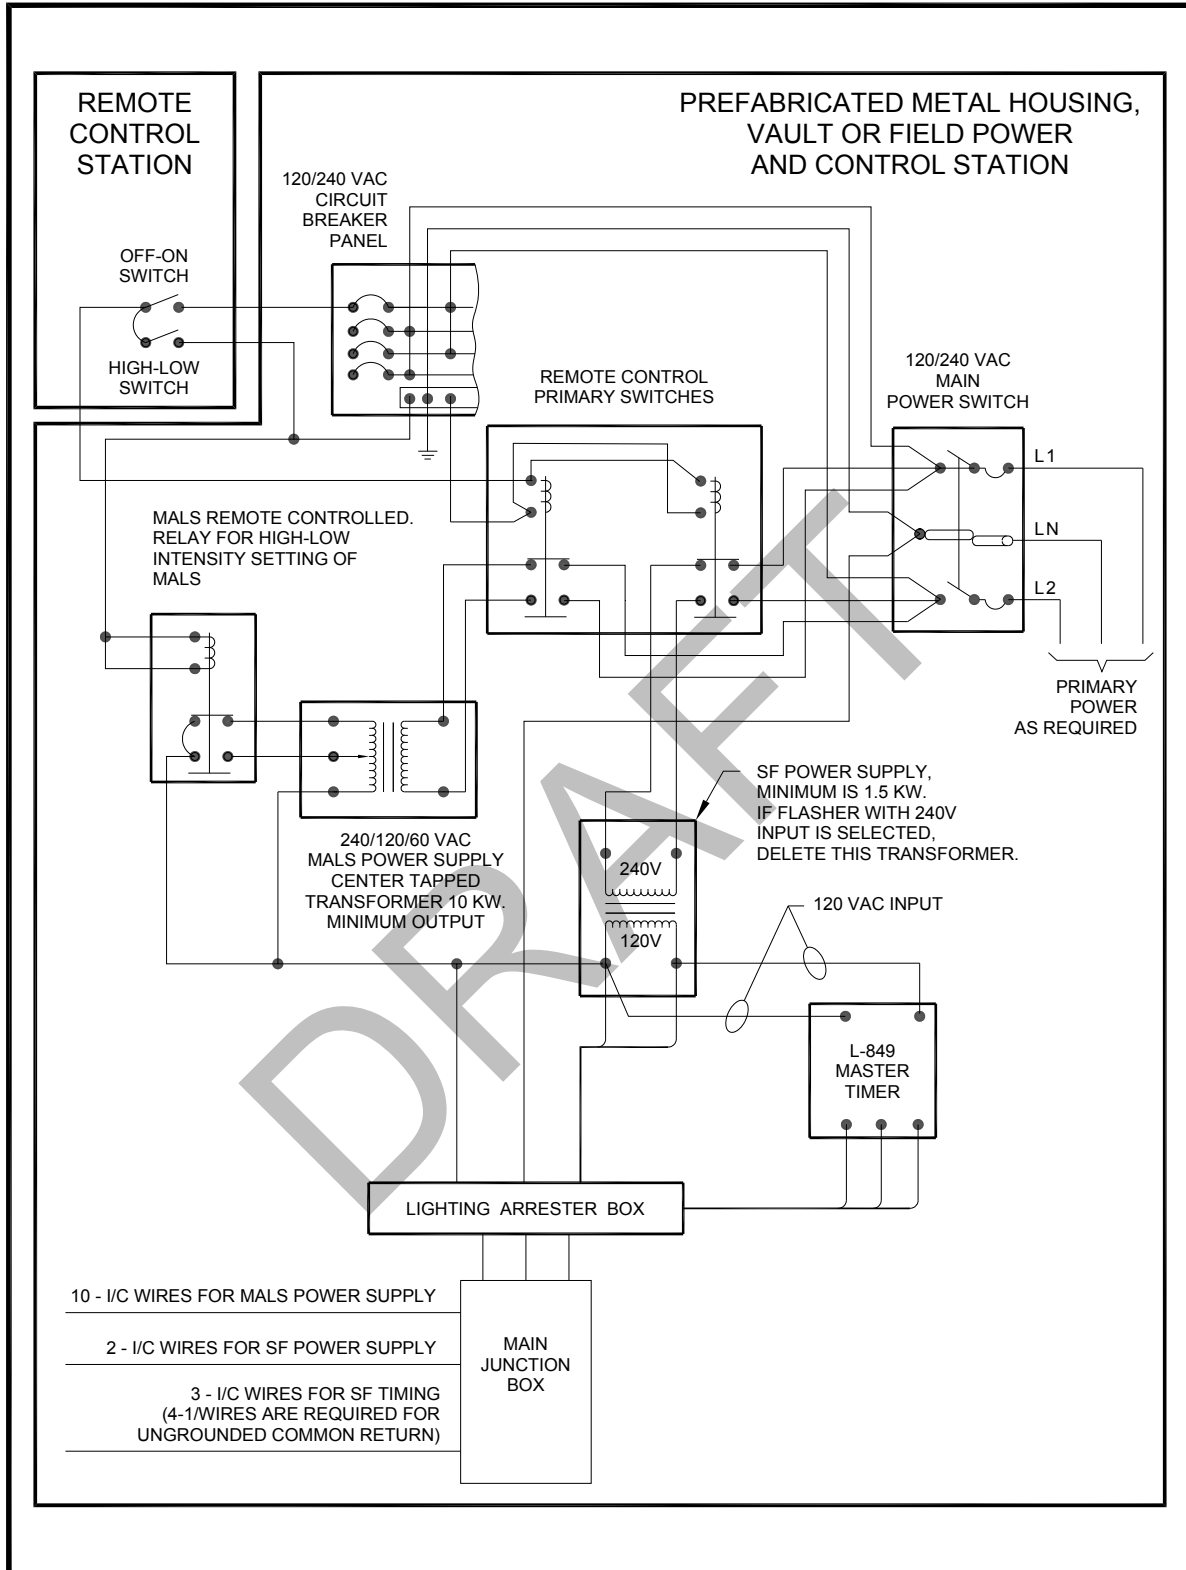 REMOTE
CONTROL
STATION
PREFABRICATED METAL HOUSING,
VAULT OR FIELD POWER
AND CONTROL STATION
120/240 VAC
CIRCUIT
BREAKER
PANEL
OFF-ON
SWITCH
HIGH-LOW
SWITCH
REMOTE CONTROL
PRIMARY SWITCHES
120/240 VAC
MAIN
POWER SWITCH
L1
LN
L2
MALS REMOTE CONTROLLED.
RELAY FOR HIGH-LOW
INTENSITY SETTING OF
MALS
PRIMARY
POWER
AS REQUIRED
SF POWER SUPPLY,
MINIMUM IS 1.5 KW.
IF FLASHER WITH 240V
INPUT IS SELECTED,
DELETE THIS TRANSFORMER.
240/120/60 VAC
MALS POWER SUPPLY
CENTER TAPPED
TRANSFORMER 10 KW.
MINIMUM OUTPUT
240V
120V
120 VAC INPUT
L-849
MASTER
TIMER
LIGHTING ARRESTER BOX
10 - I/C WIRES FOR MALS POWER SUPPLY
2 - I/C WIRES FOR SF POWER SUPPLY
3 - I/C WIRES FOR SF TIMING
(4-1/WIRES ARE REQUIRED FOR
UNGROUNDED COMMON RETURN)
MAIN
JUNCTION
BOX
DRAFT